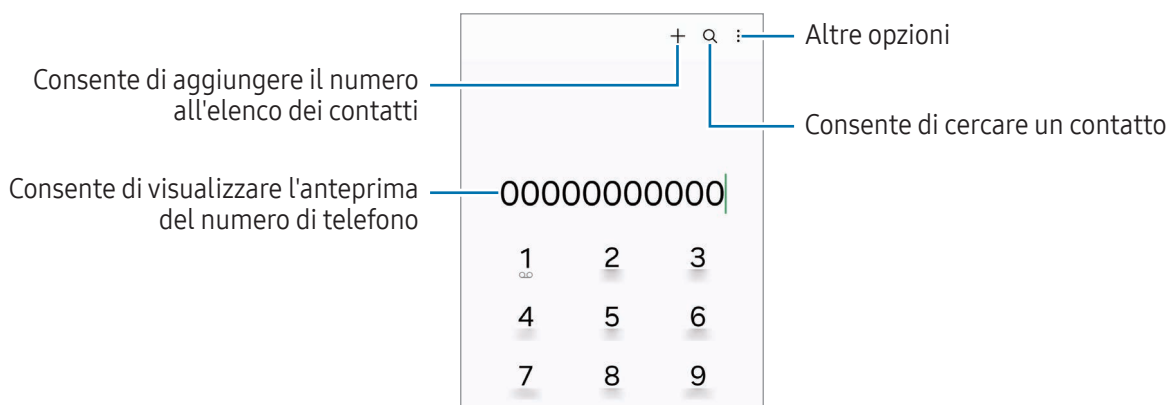 Altre opzioni
Consente di aggiungere il numero
all'elenco dei contatti
Consente di cercare un contatto
Consente di visualizzare l'anteprima
del numero di telefono
00000000000
1 2 3
4 5 6
7 8 9